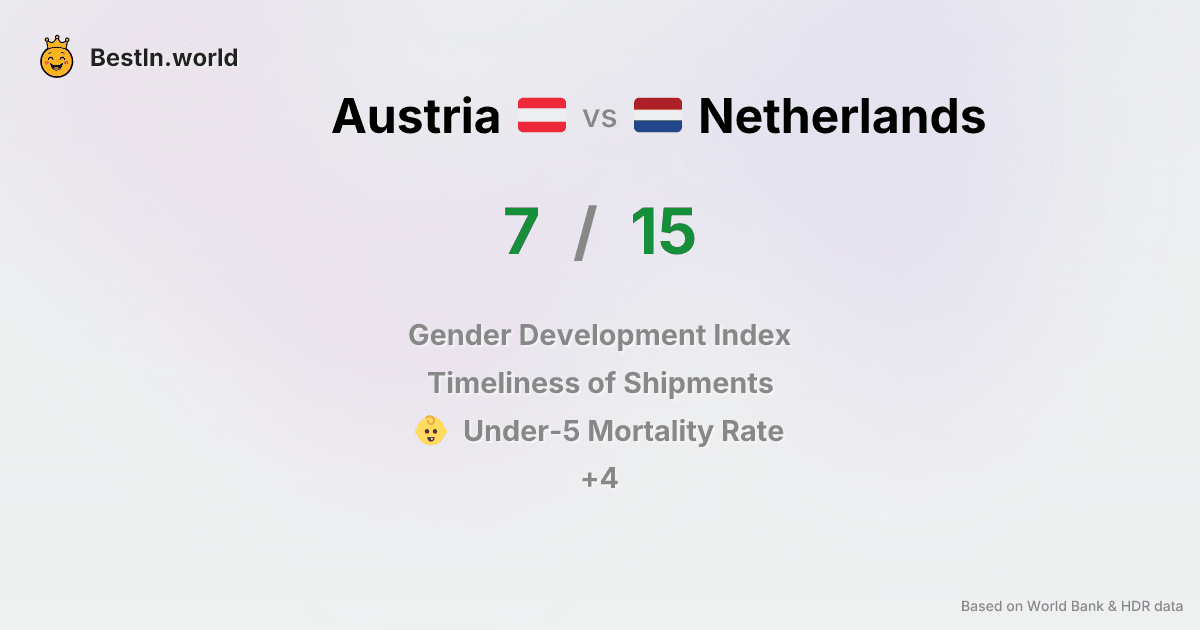 BestIn.world
Austria vs Netherlands
7 / 15
Gender Development Index
Timeliness of Shipments
Under-5 Mortality Rate
+4
Based on World Bank & HDR data